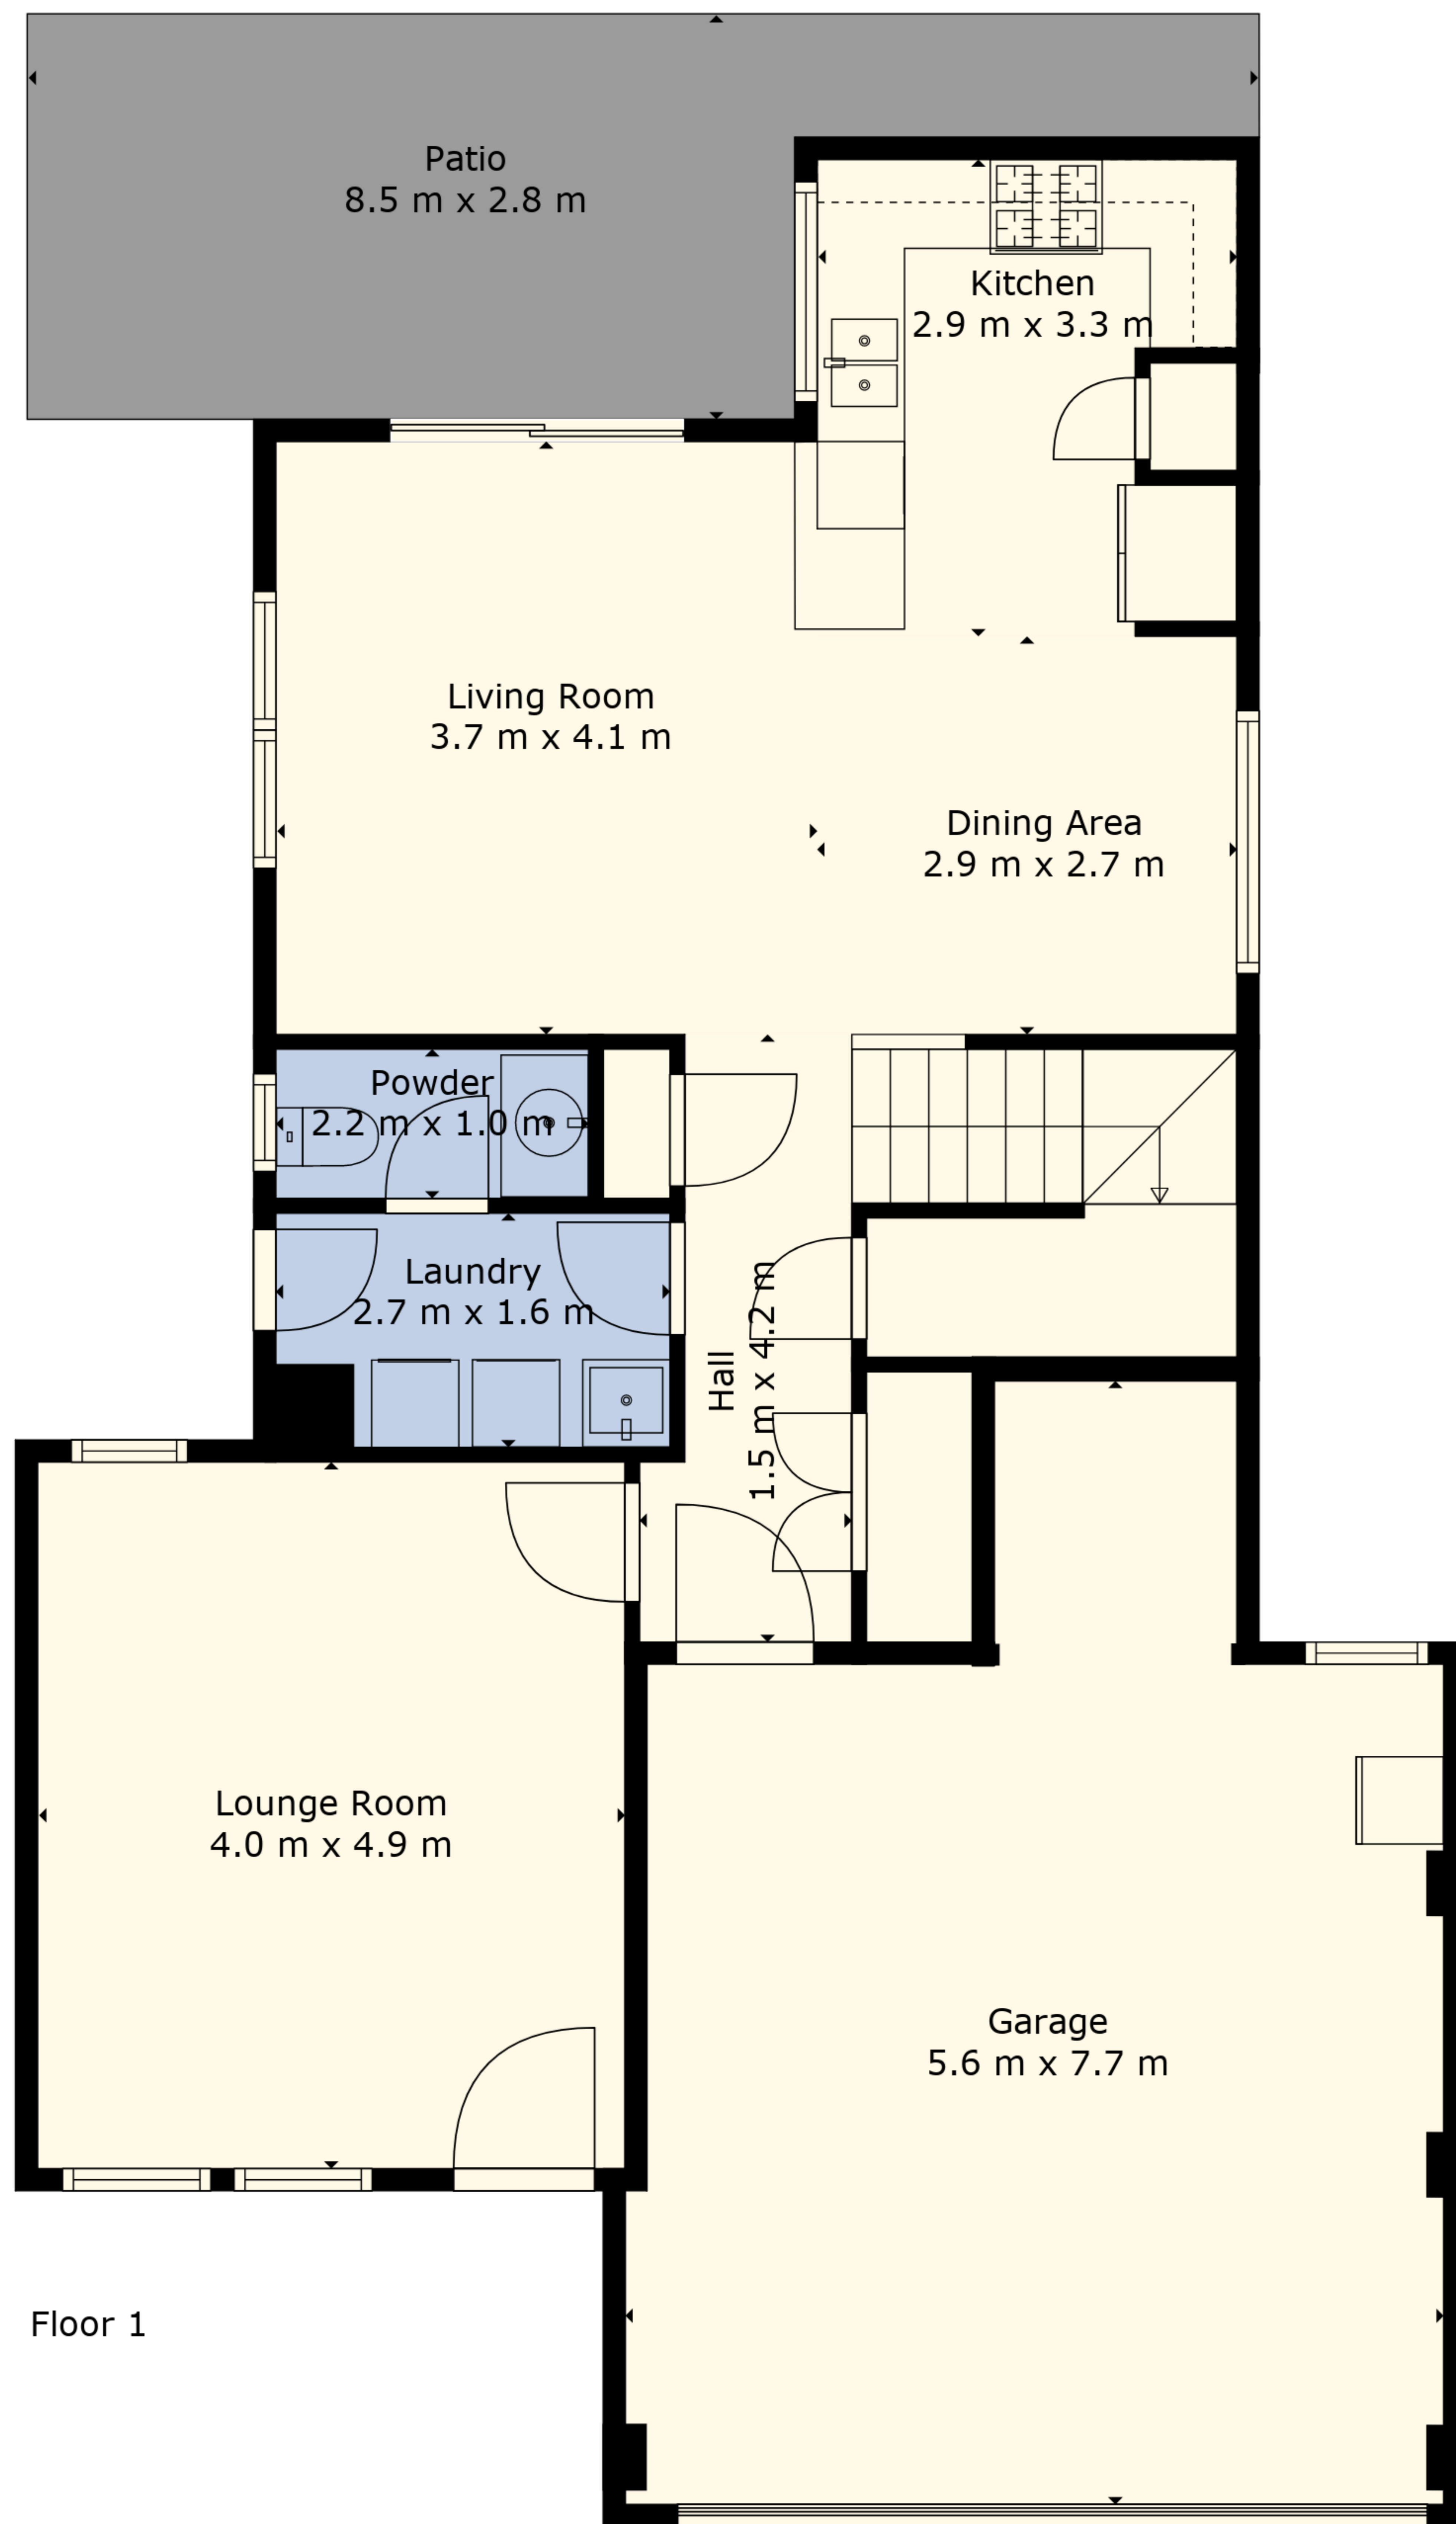 Patio
8.5 m x 2.8 m
Kitchen
2.9 m x 3.3 m
Living Room
3.7 m x 4.1 m
Dining Area
2.9 m x 2.7 m
Powder
2.2 m x 1.0 m
Laundry
2.7 m x 1.6 m
Hall
1.5 m x 4.2 m
Lounge Room
4.0 m x 4.9 m
Garage
5.6 m x 7.7 m
Floor 1